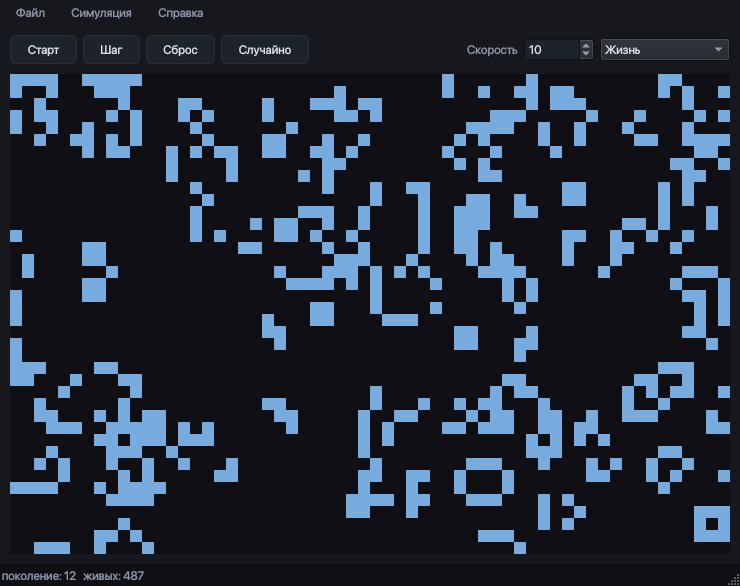 Файл Симуляция Справка
Старт Шаг Сброс Случайно Скорость 10 Жизнь
поколение: 12 живых: 487